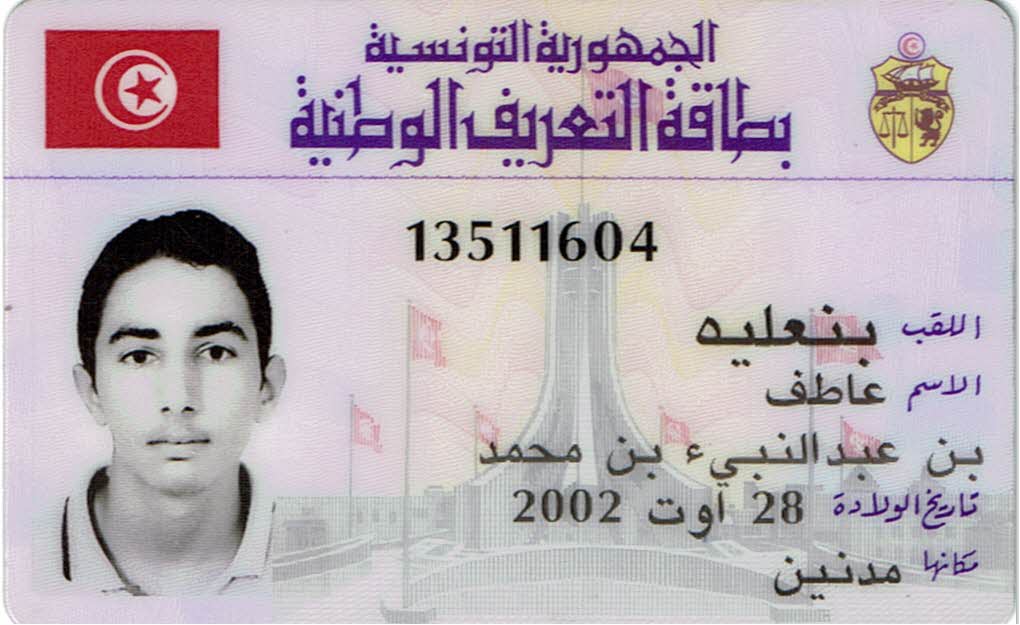 الجمهورية التونسية
بطاقة التعريف الوطنية
13511604
اللقب بنعليه
الاسم عاطف
بن عبدالنبيء بن محمد
تاريخ الولادة 28 اوت 2002
مكانها مدنين